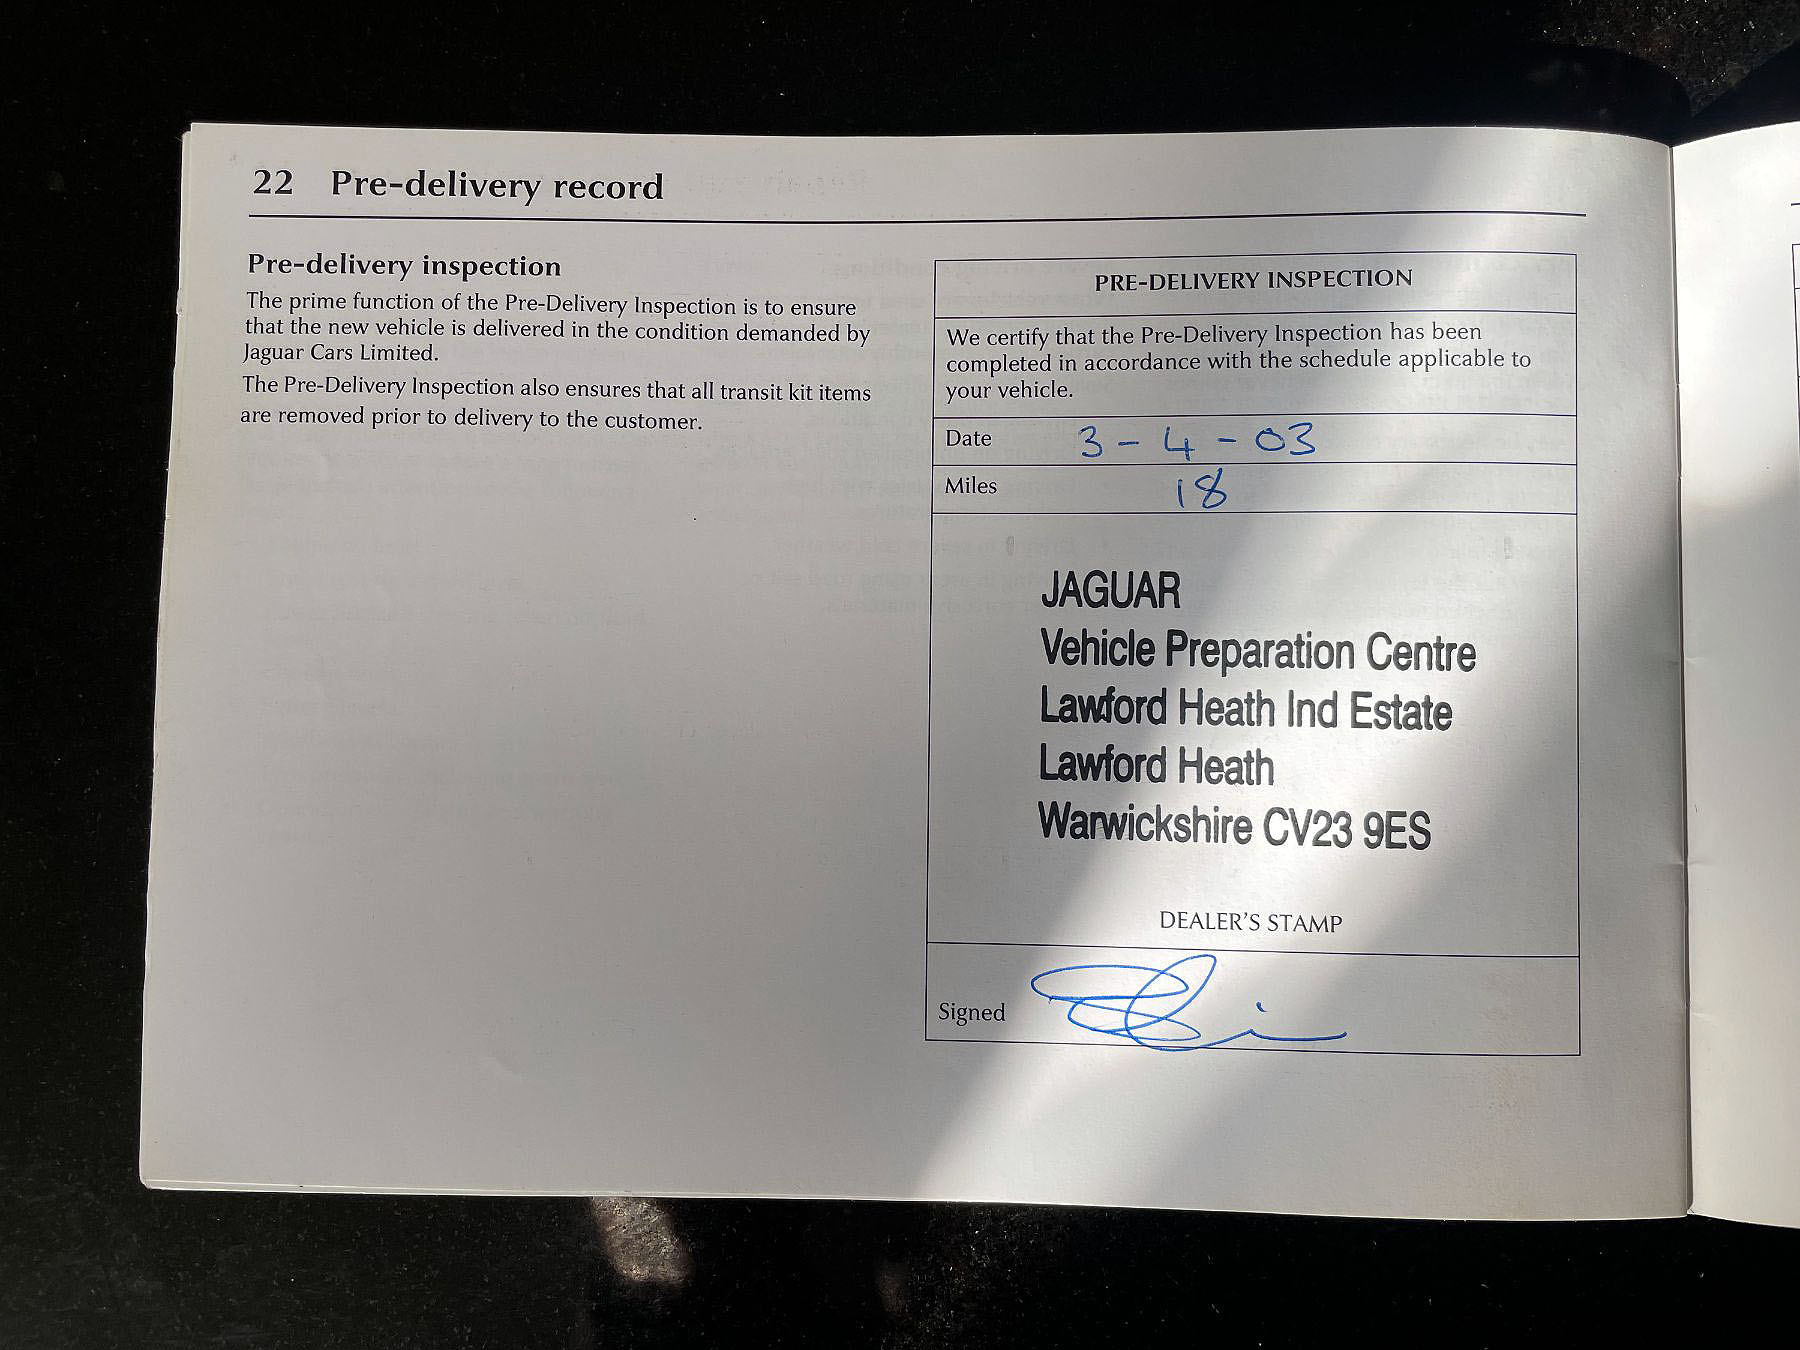 22 Pre-delivery record
Pre-delivery inspection
The prime function of the Pre-Delivery Inspection is to ensure
that the new vehicle is delivered in the condition demanded by
Jaguar Cars Limited.
The Pre-Delivery Inspection also ensures that all transit kit items
are removed prior to delivery to the customer.
PRE-DELIVERY INSPECTION
We certify that the Pre-Delivery Inspection has been
completed in accordance with the schedule applicable to
your vehicle.
Date 3 - 4 - 03
Miles 18
JAGUAR
Vehicle Preparation Centre
Lawford Heath Ind Estate
Lawford Heath
Warwickshire CV23 9ES
DEALER'S STAMP
Signed